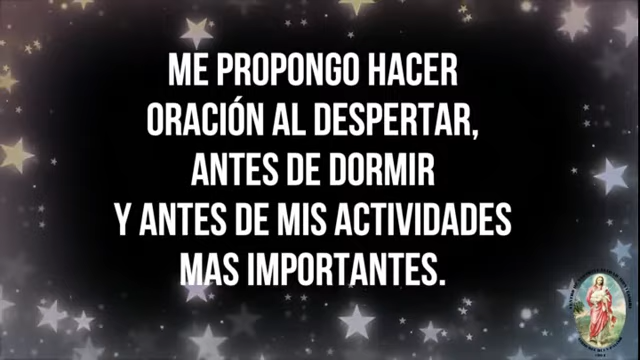 ME PROPONGO HACER
ORACIÓN AL DESPERTAR,
ANTES DE DORMIR
Y ANTES DE MIS ACTIVIDADES
MAS IMPORTANTES.